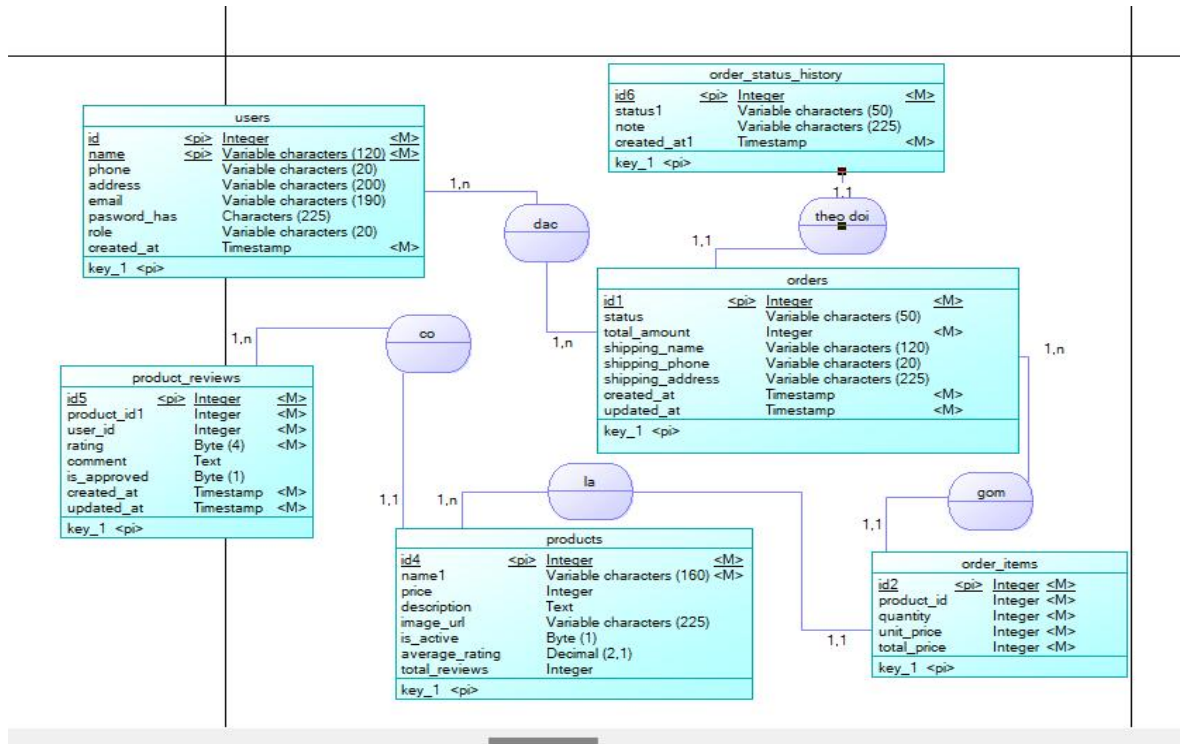 order_status_history
id6 <pi> Integer <M>
status1 Variable characters (50)
note Variable characters (225)
created_at1 Timestamp <M>
key_1 <pi>
users
id <pi> Integer <M>
name <pi> Variable characters (120) <M>
phone Variable characters (20)
address Variable characters (200)
email Variable characters (190)
pasword_has Characters (225)
role Variable characters (20)
created_at Timestamp <M>
key_1 <pi>
1,n
dac
1,n
1,1
theo doi
1,1
orders
id1 <pi> Integer <M>
status Variable characters (50)
total_amount Integer <M>
shipping_name Variable characters (120)
shipping_phone Variable characters (20)
shipping_address Variable characters (225)
created_at Timestamp <M>
updated_at Timestamp <M>
key_1 <pi>
1,n
co
1,1
1,n
product_reviews
id5 <pi> Integer <M>
product_id1 Integer <M>
user_id Integer <M>
rating Byte (4) <M>
comment Text
is_approved Byte (1)
created_at Timestamp <M>
updated_at Timestamp <M>
key_1 <pi>
1,n
la
1,1
gom
1,1
products
id4 <pi> Integer <M>
name1 Variable characters (160) <M>
price Integer
description Text
image_url Variable characters (225)
is_active Byte (1)
average_rating Decimal (2,1)
total_reviews Integer
key_1 <pi>
order_items
id2 <pi> Integer <M>
product_id Integer <M>
quantity Integer <M>
unit_price Integer <M>
total_price Integer <M>
key_1 <pi>